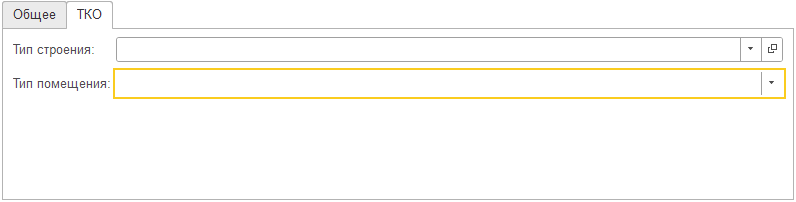 Общее ТКО
Тип строения:
Тип помещения: